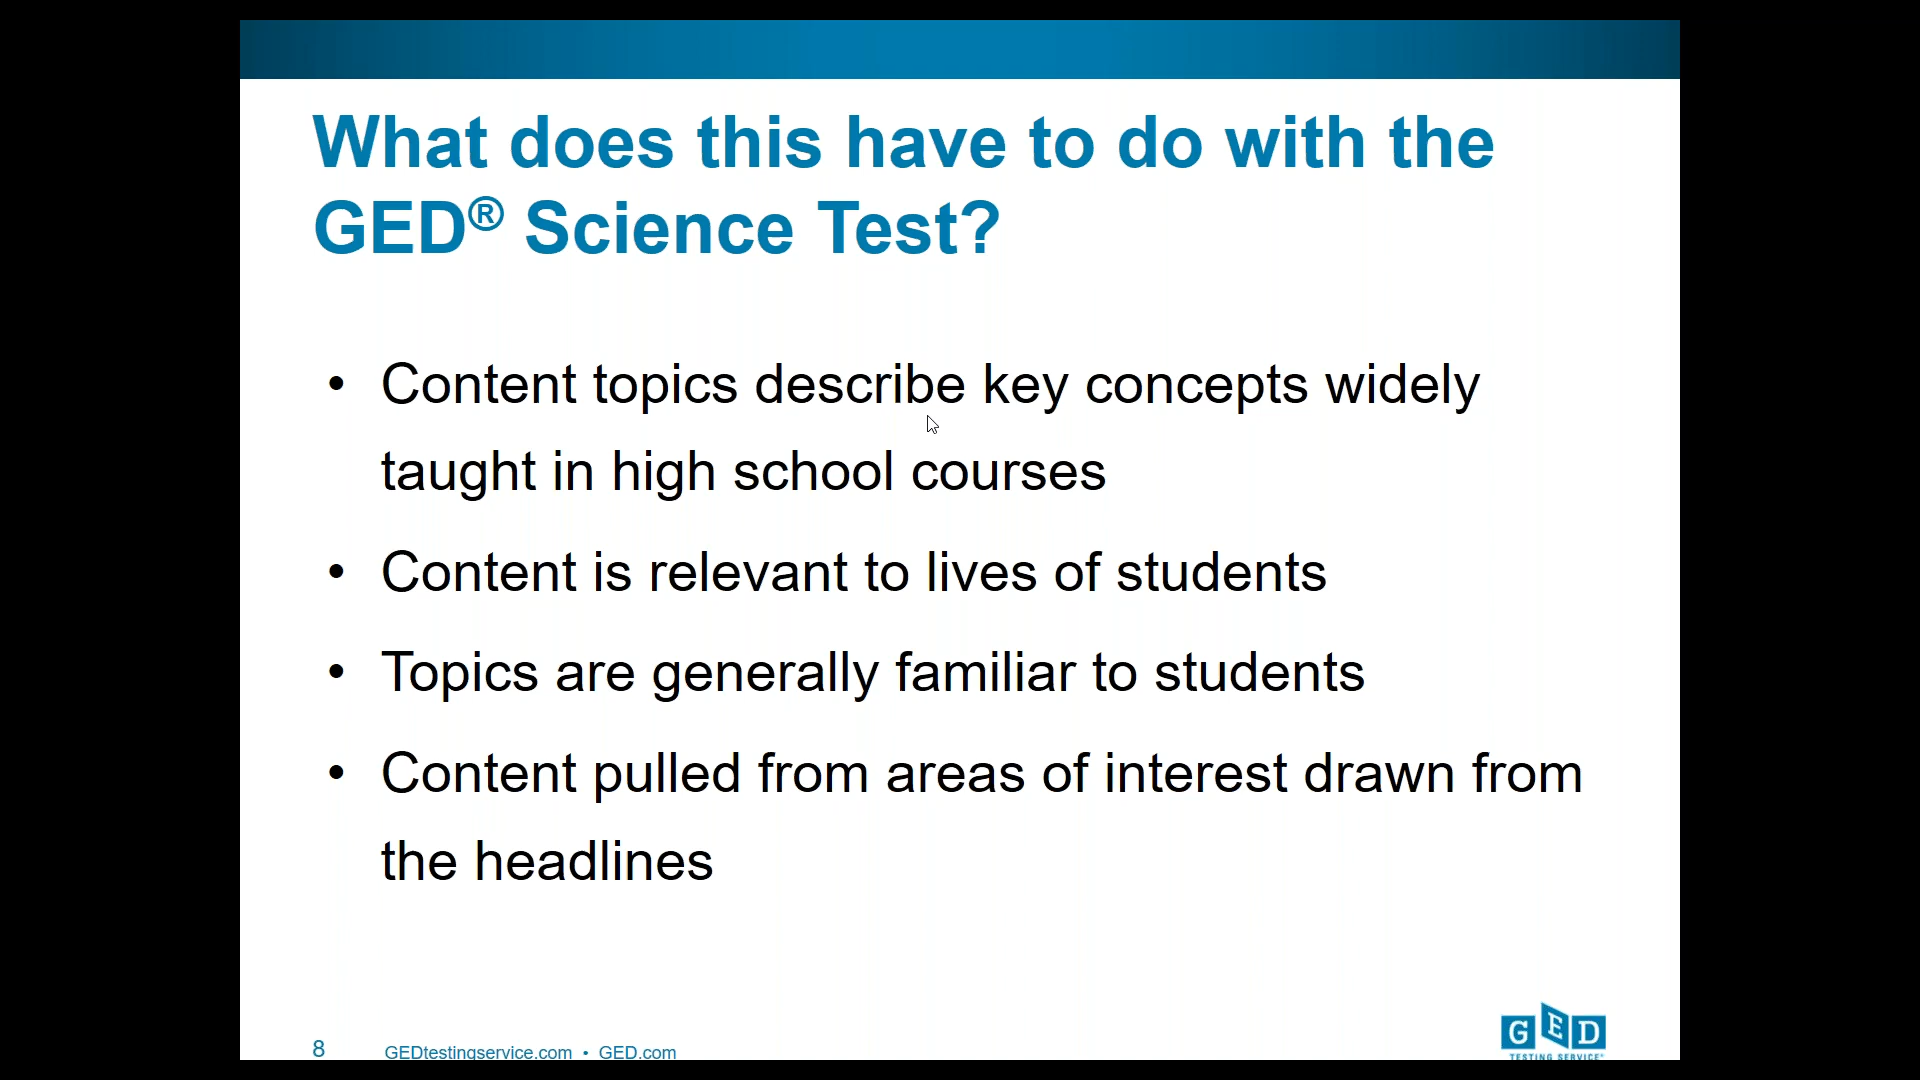 What does this have to do with the
GED® Science Test?
• Content topics describe key concepts widely
taught in high school courses
• Content is relevant to lives of students
• Topics are generally familiar to students
• Content pulled from areas of interest drawn from
the headlines
8
GEDtestingservice.com • GED.com
GED
TESTING SERVICE®